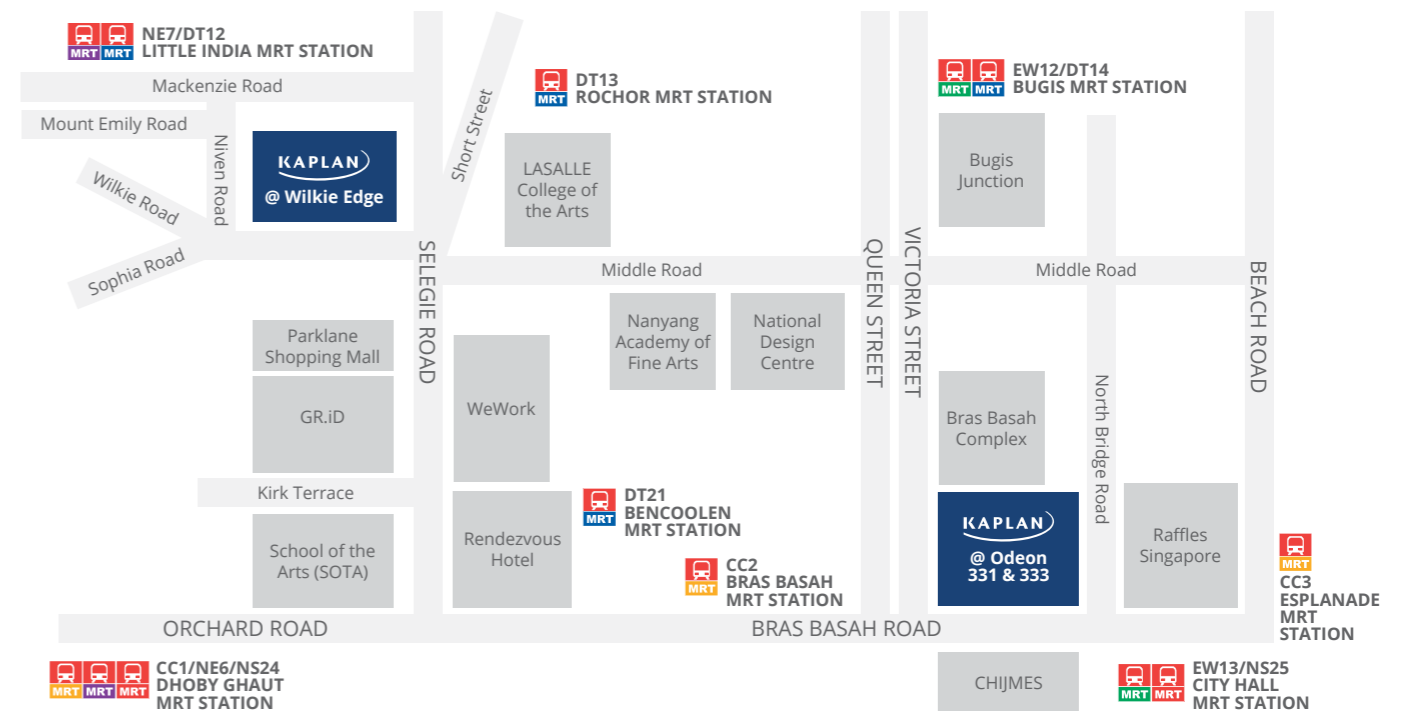 NE7/DT12
LITTLE INDIA MRT STATION
MRT MRT
Mackenzie Road
Mount Emily Road
Niven Road
Wilkie Road
Sophia Road
KAPLAN
@ Wilkie Edge
SELEGIE ROAD
Short Street
MRT
DT13
ROCHOR MRT STATION
LASALLE
College of
the Arts
MRT MRT
EW12/DT14
BUGIS MRT STATION
Bugis
Junction
Middle Road
Middle Road
QUEEN STREET
VICTORIA STREET
BEACH ROAD
Parklane
Shopping Mall
GR.iD
WeWork
Nanyang
Academy of
Fine Arts
National
Design
Centre
Bras Basah
Complex
North Bridge Road
Kirk Terrace
School of the
Arts (SOTA)
Rendezvous
Hotel
MRT
DT21
BENCOOLEN
MRT STATION
MRT
CC2
BRAS BASAH
MRT STATION
KAPLAN
@ Odeon
331 & 333
Raffles
Singapore
MRT
CC3
ESPLANADE
MRT
STATION
ORCHARD ROAD
BRAS BASAH ROAD
MRT MRT MRT
CC1/NE6/NS24
DHOBY GHAUT
MRT STATION
CHIJMES
MRT MRT
EW13/NS25
CITY HALL
MRT STATION